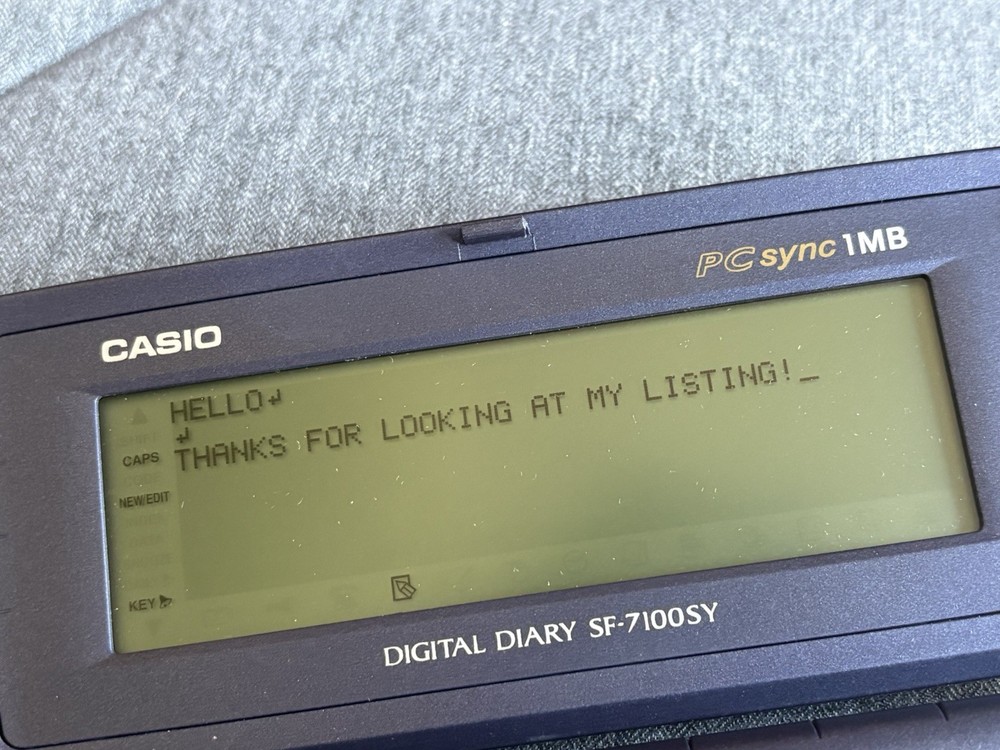 PC sync 1MB
CASIO
HELLO↲
↲
THANKS FOR LOOKING AT MY LISTING!_
CAPS
NEW/EDIT
KEY
DIGITAL DIARY SF-7100SY